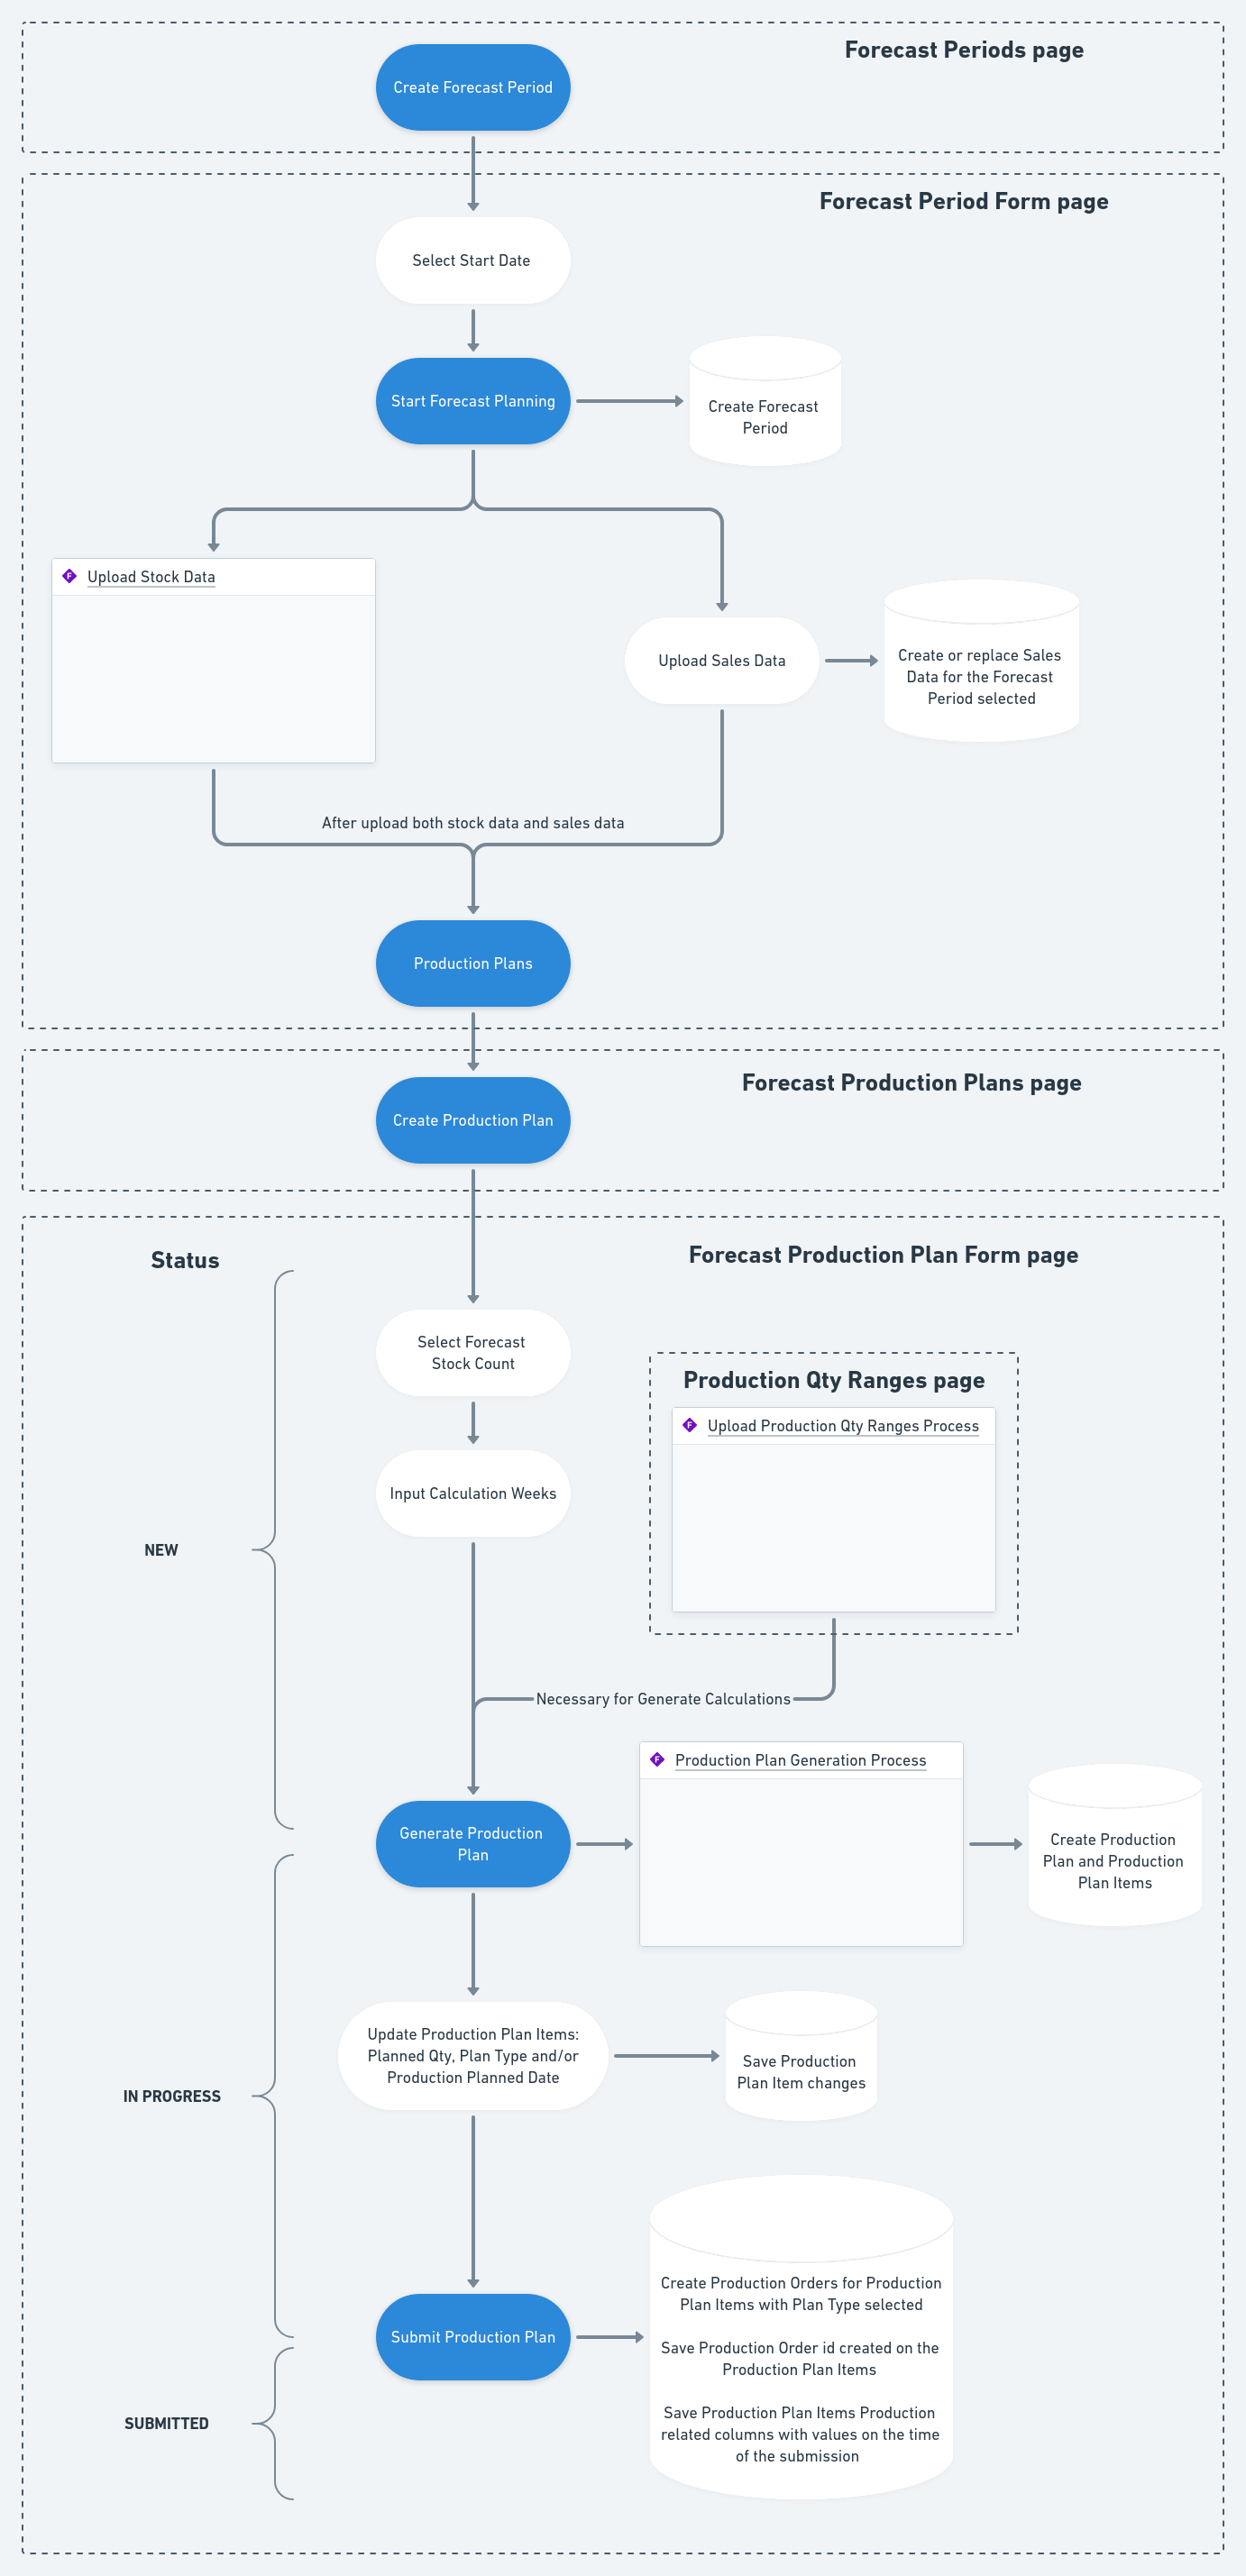 Forecast Periods page
Create Forecast Period
Forecast Period Form page
Select Start Date
Start Forecast Planning
Create Forecast
Period
F
Upload Stock Data
Upload Sales Data
Create or replace Sales
Data for the Forecast
Period selected
After upload both stock data and sales data
Production Plans
Forecast Production Plans page
Create Production Plan
Status
Forecast Production Plan Form page
Select Forecast
Stock Count
Production Qty Ranges page
F
Upload Production Qty Ranges Process
Input Calculation Weeks
NEW
Necessary for Generate Calculations
F
Production Plan Generation Process
Generate Production
Plan
Create Production
Plan and Production
Plan Items
Update Production Plan Items:
Planned Qty, Plan Type and/or
Production Planned Date
Save Production
Plan Item changes
IN PROGRESS
Create Production Orders for Production
Plan Items with Plan Type selected
Submit Production Plan
Save Production Order id created on the
Production Plan Items
Save Production Plan Items Production
related columns with values on the time
of the submission
SUBMITTED